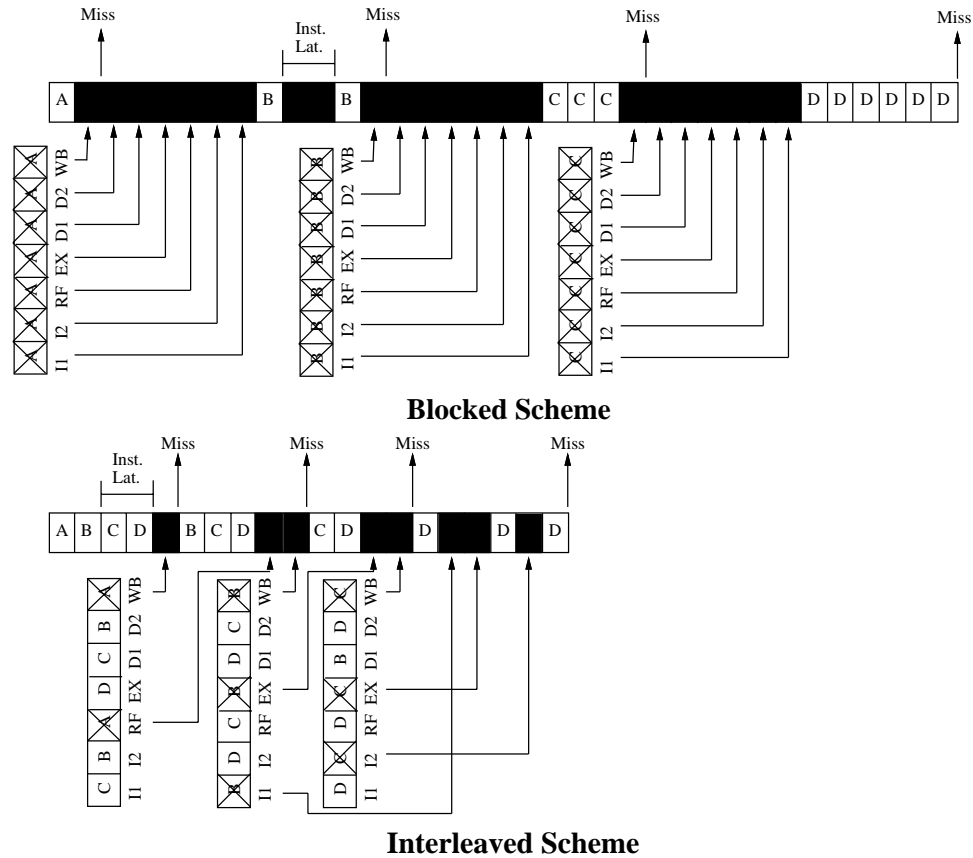 Miss Miss Miss Miss
Inst.
Lat.
A B B C C C D D D D D D
A WB B WB C WB
A D2 B D2 C D2
A D1 B D1 C D1
A EX B EX C EX
A RF B RF C RF
A I2 B I2 C I2
A I1 B I1 C I1
Blocked Scheme
Miss Miss Miss Miss
Inst.
Lat.
A B C D B C D C D D D D
A WB B WB C WB
B D2 C D2 D D2
C D1 D D1 B D1
D EX B EX C EX
A RF C RF D RF
B I2 D I2 C I2
C I1 B I1 D I1
Interleaved Scheme